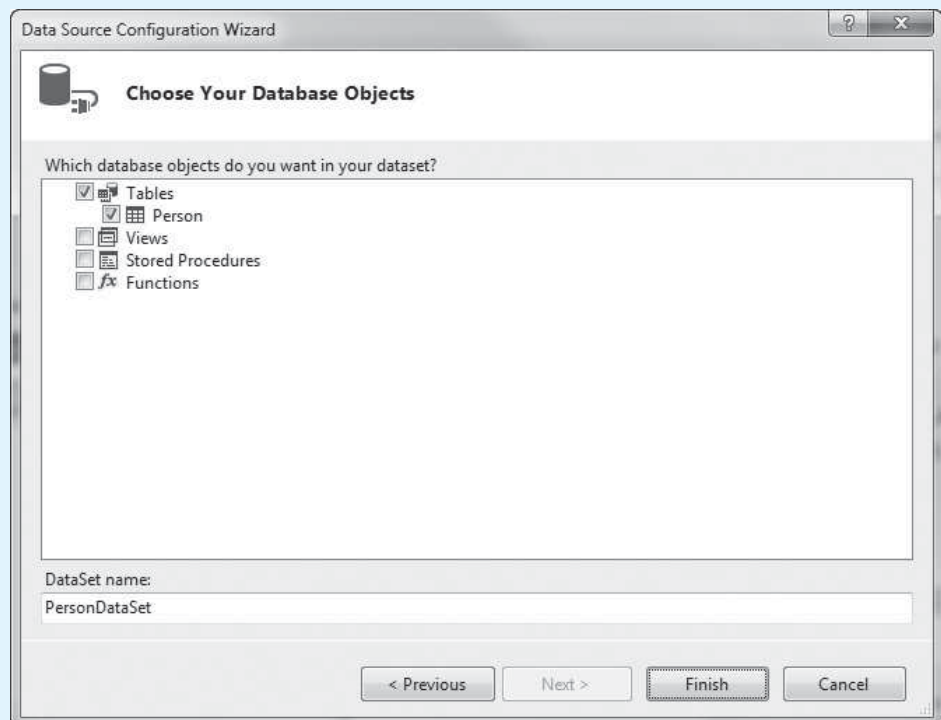 Data Source Configuration Wizard
Choose Your Database Objects
Which database objects do you want in your dataset?
Tables
Person
Views
Stored Procedures
fx Functions
DataSet name:
PersonDataSet
< Previous
Next >
Finish
Cancel